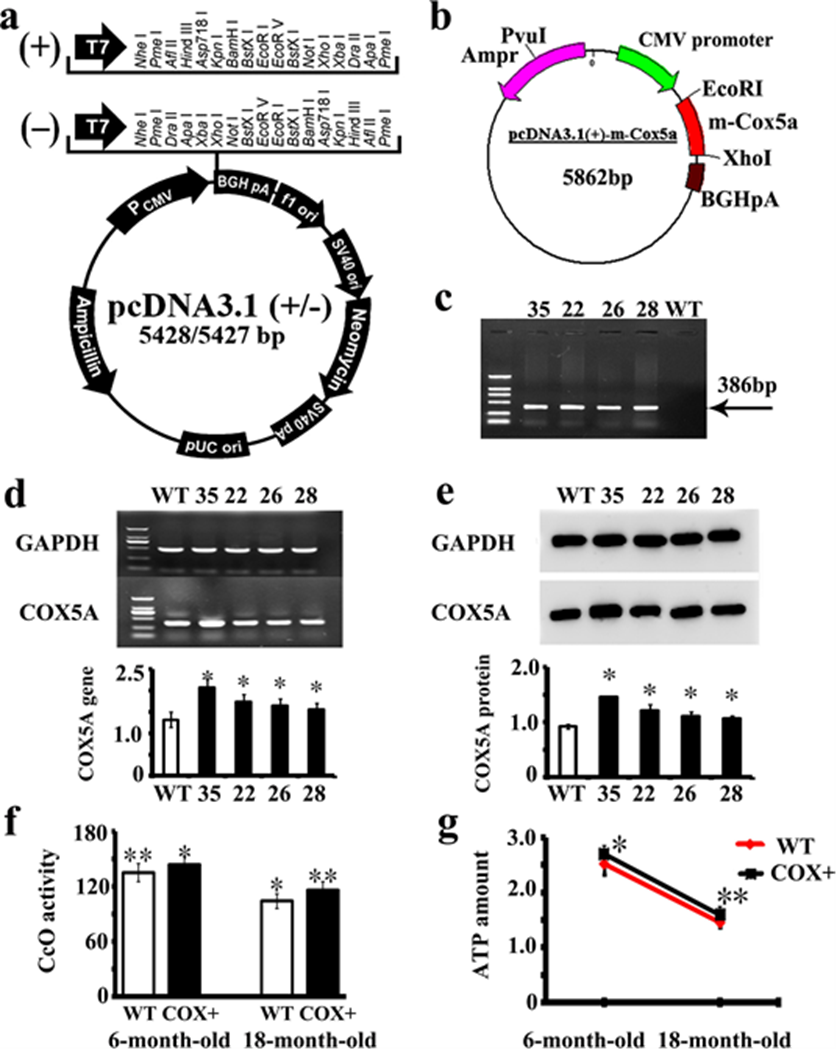 a
(+)
T7
Nhe I
Pme I
Afl II
Hind III
Asp718 I
Kpn I
BamH I
BstX I
EcoR I
EcoR V
BstX I
Not I
Xho I
Xba I
Dra II
Apa I
Pme I
(–)
T7
Nhe I
Pme I
Dra II
Apa I
Xba I
Xho I
Not I
BstX I
EcoR V
EcoR I
BstX I
BamH I
Asp718 I
Kpn I
Hind III
Afl II
Pme I
PCMV
BGH pA
f1 ori
SV40 ori
Neomycin
SV40 pA
pUC ori
Ampicillin
pcDNA3.1 (+/-)
5428/5427 bp
b
PvuI
Ampr
0
CMV promoter
EcoRI
m-Cox5a
XhoI
BGHpA
pcDNA3.1(+)-m-Cox5a
5862bp
c
35 22 26 28 WT
386bp
d
WT 35 22 26 28
GAPDH
COX5A
COX5A gene
2.5
1.0
0
* * * *
WT 35 22 26 28
e
WT 35 22 26 28
GAPDH
COX5A
COX5A protein
2.0
1.0
0
* * * *
WT 35 22 26 28
f
CcO activity
180
120
60
0
** * * **
WT COX+ WT COX+
6-month-old 18-month-old
g
ATP amount
3.0
2.0
1.0
0
* **
WT
COX+
6-month-old 18-month-old